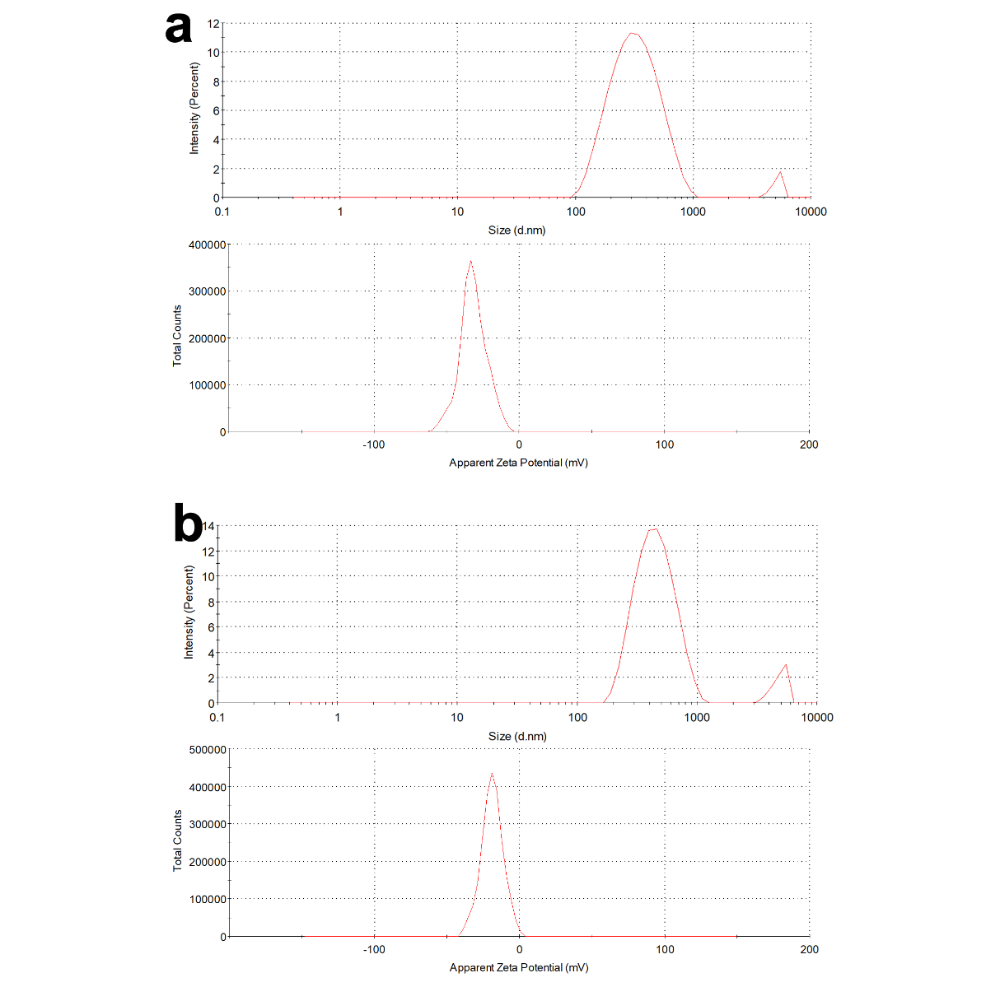 a
12
10
8
6
4
2
0
Intensity (Percent)
0.1 1 10 100 1000 10000
Size (d.nm)
400000
300000
200000
100000
0
Total Counts
-100 0 100 200
Apparent Zeta Potential (mV)
b
14
12
10
8
6
4
2
0
Intensity (Percent)
0.1 1 10 100 1000 10000
Size (d.nm)
500000
400000
300000
200000
100000
0
Total Counts
-100 0 100 200
Apparent Zeta Potential (mV)